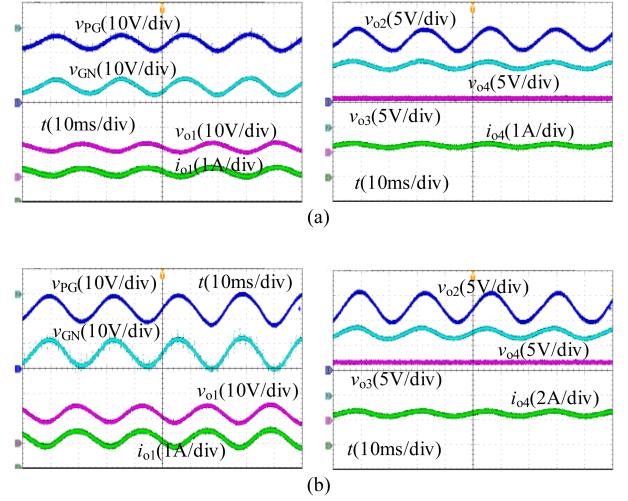 vPG(10V/div)
vGN(10V/div)
t(10ms/div)
vo1(10V/div)
io1(1A/div)
vo2(5V/div)
vo4(5V/div)
vo3(5V/div)
io4(1A/div)
t(10ms/div)
(a)
vPG(10V/div)
t(10ms/div)
vGN(10V/div)
vo1(10V/div)
io1(1A/div)
vo2(5V/div)
vo4(5V/div)
vo3(5V/div)
io4(2A/div)
t(10ms/div)
(b)